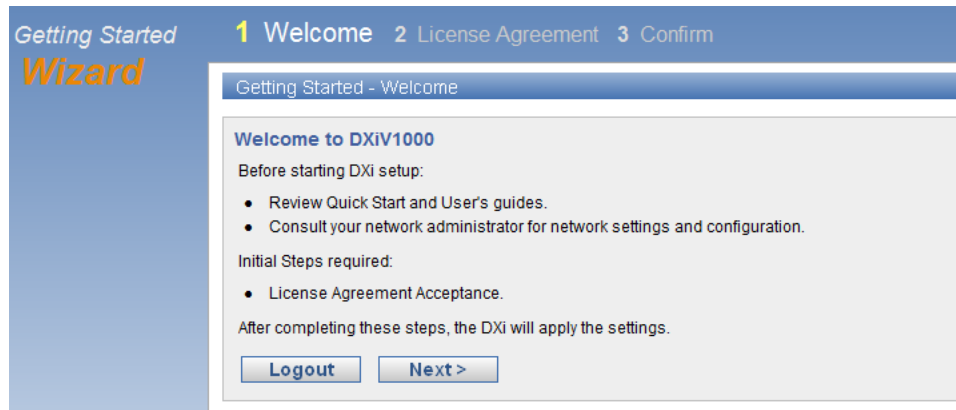 Getting Started
Wizard
1 Welcome 2 License Agreement 3 Confirm
Getting Started - Welcome
Welcome to DXiV1000
Before starting DXi setup:
● Review Quick Start and User's guides.
● Consult your network administrator for network settings and configuration.
Initial Steps required:
● License Agreement Acceptance.
After completing these steps, the DXi will apply the settings.
Logout Next >